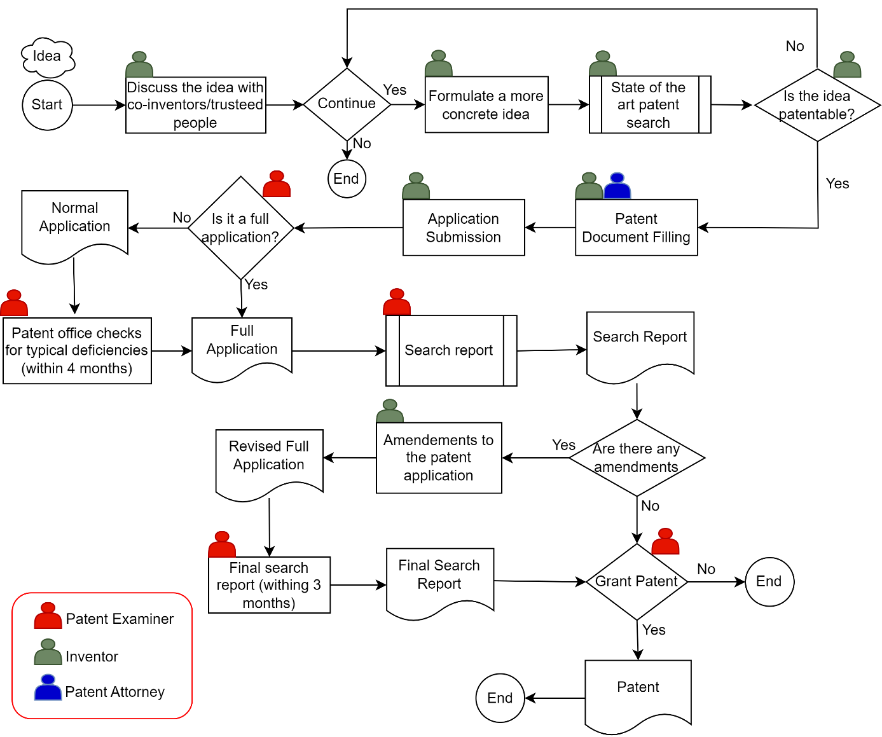 Idea
Start
Discuss the idea with
co-inventors/trusteed
people
Continue
Yes
No
End
Formulate a more
concrete idea
State of the
art patent
search
No
Is the idea
patentable?
Yes
Patent
Document Filling
Application
Submission
Is it a full
application?
No
Yes
Normal
Application
Patent office checks
for typical deficiencies
(within 4 months)
Full
Application
Search report
Search Report
Are there any
amendments
Yes
No
Amendements to
the patent
application
Revised Full
Application
Final search
report (withing 3
months)
Final Search
Report
Grant Patent
No
End
Yes
Patent
End
Patent Examiner
Inventor
Patent Attorney